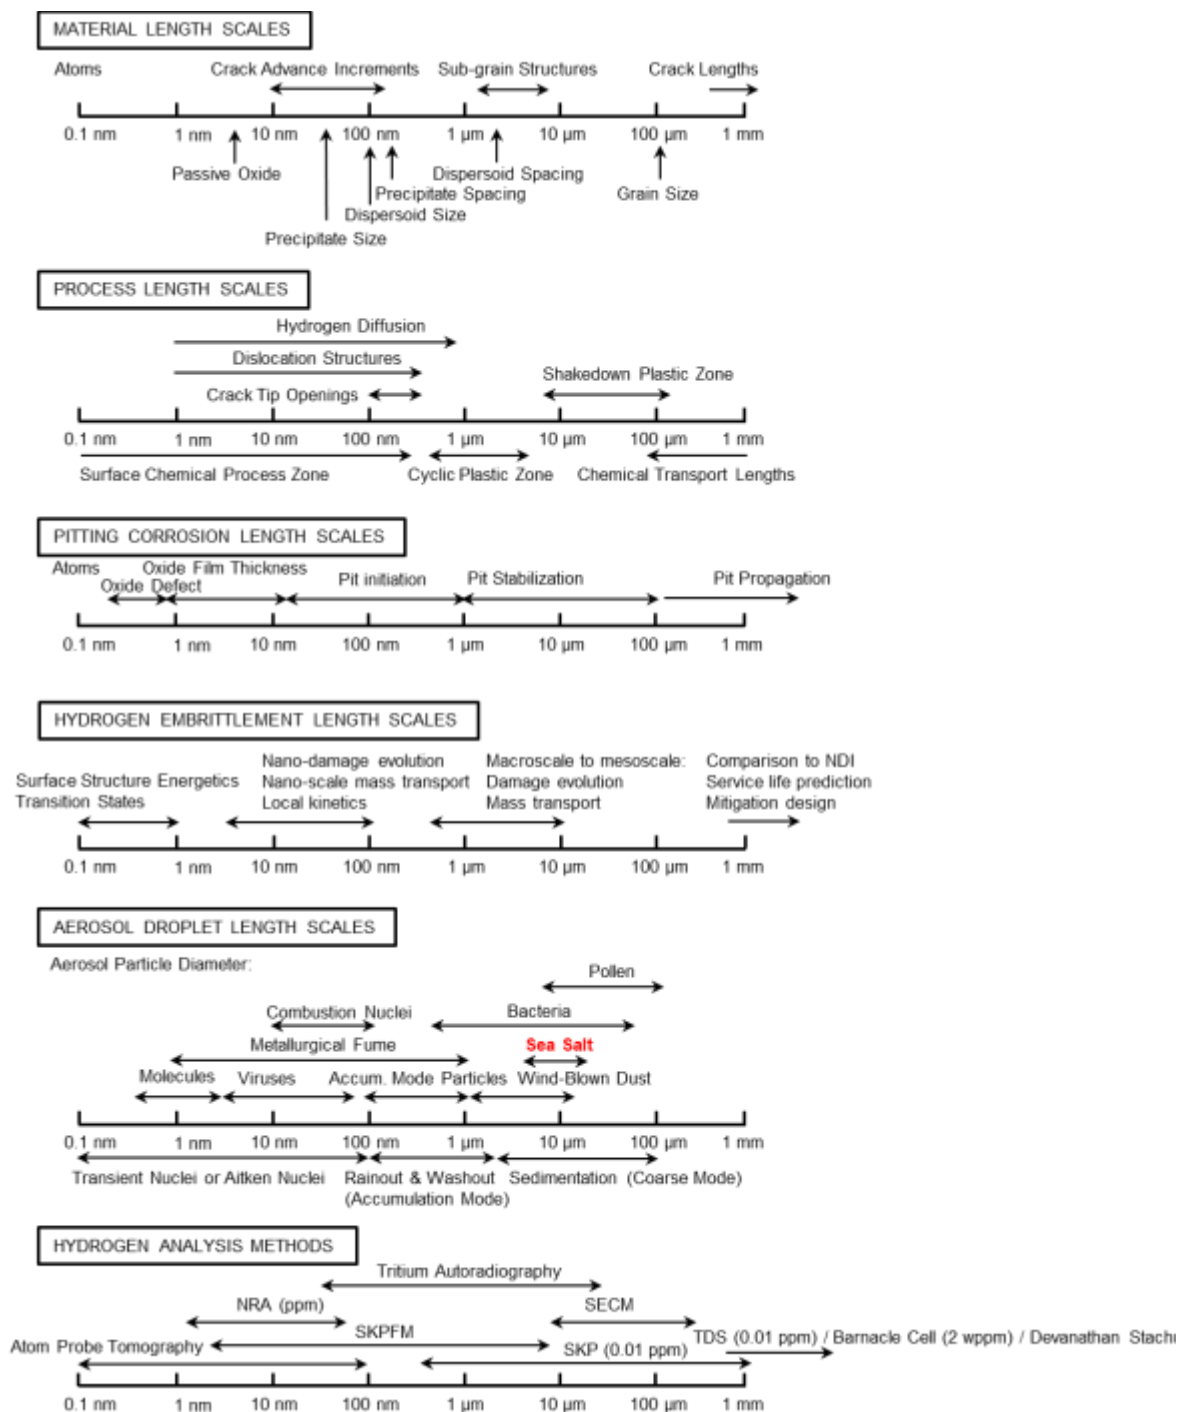 MATERIAL LENGTH SCALES
Atoms Crack Advance Increments Sub-grain Structures Crack Lengths
0.1 nm 1 nm 10 nm 100 nm 1 µm 10 µm 100 µm 1 mm
Passive Oxide Dispersoid Spacing
Precipitate Spacing Grain Size
Dispersoid Size
Precipitate Size
PROCESS LENGTH SCALES
Hydrogen Diffusion
Dislocation Structures
Shakedown Plastic Zone
Crack Tip Openings
0.1 nm 1 nm 10 nm 100 nm 1 µm 10 µm 100 µm 1 mm
Surface Chemical Process Zone Cyclic Plastic Zone Chemical Transport Lengths
PITTING CORROSION LENGTH SCALES
Atoms Oxide Film Thickness
Oxide Defect Pit initiation Pit Stabilization Pit Propagation
0.1 nm 1 nm 10 nm 100 nm 1 µm 10 µm 100 µm 1 mm
HYDROGEN EMBRITTLEMENT LENGTH SCALES
Nano-damage evolution Macroscale to mesoscale: Comparison to NDI
Surface Structure Energetics Nano-scale mass transport Damage evolution Service life prediction
Transition States Local kinetics Mass transport Mitigation design
0.1 nm 1 nm 10 nm 100 nm 1 µm 10 µm 100 µm 1 mm
AEROSOL DROPLET LENGTH SCALES
Aerosol Particle Diameter:
Pollen
Combustion Nuclei Bacteria
Metallurgical Fume Sea Salt
Molecules Viruses Accum. Mode Particles Wind-Blown Dust
0.1 nm 1 nm 10 nm 100 nm 1 µm 10 µm 100 µm 1 mm
Transient Nuclei or Aitken Nuclei Rainout & Washout Sedimentation (Coarse Mode)
(Accumulation Mode)
HYDROGEN ANALYSIS METHODS
Tritium Autoradiography
NRA (ppm) SECM
SKPFM TDS (0.01 ppm) / Barnacle Cell (2 wppm) / Devanathan Stach
Atom Probe Tomography SKP (0.01 ppm)
0.1 nm 1 nm 10 nm 100 nm 1 µm 10 µm 100 µm 1 mm